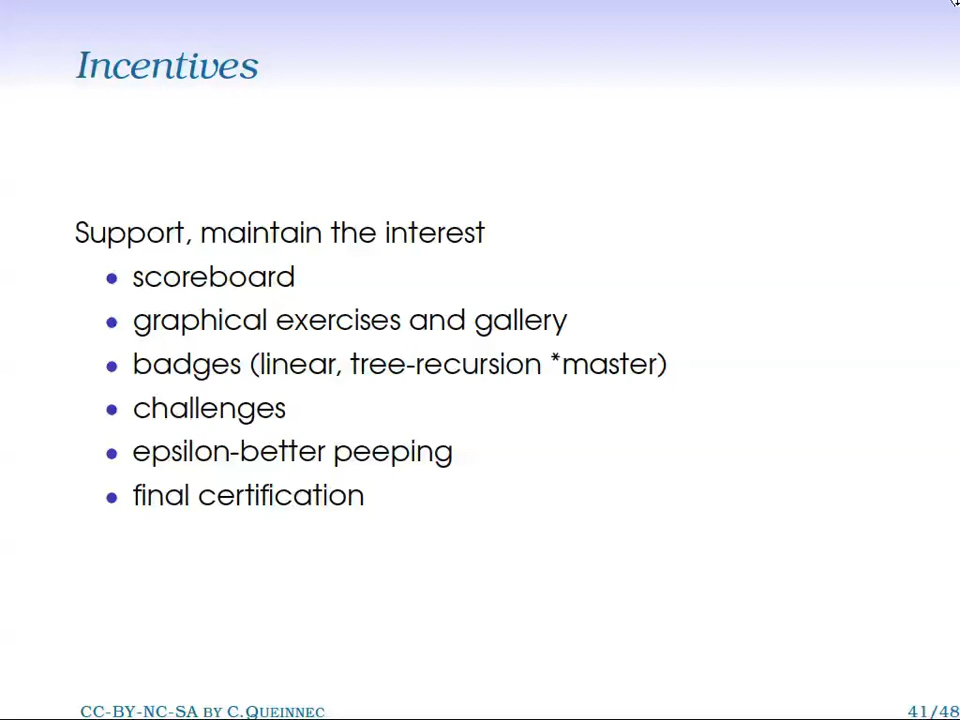 Incentives
Support, maintain the interest
• scoreboard
• graphical exercises and gallery
• badges (linear, tree-recursion *master)
• challenges
• epsilon-better peeping
• final certification
CC-BY-NC-SA BY C.QUEINNEC 41/48